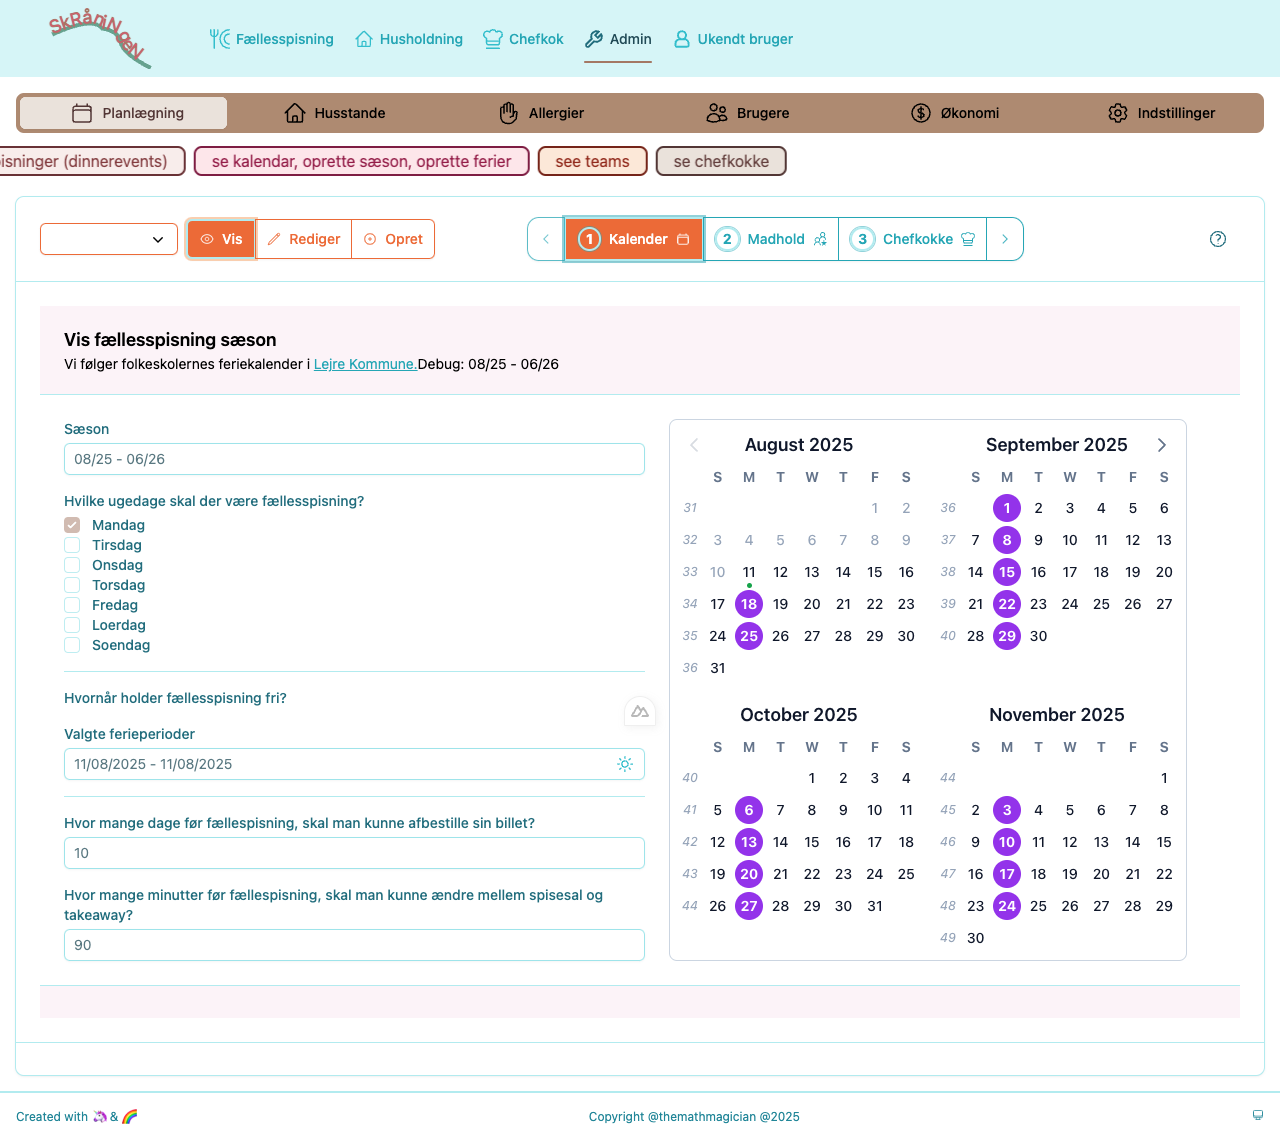 SkRåniNgeN
Fællesspisning
Husholdning
Chefkok
Admin
Ukendt bruger
Planlægning
Husstande
Allergier
Brugere
Økonomi
Indstillinger
isninger (dinnerevents)
se kalendar, oprette sæson, oprette ferier
see teams
se chefkokke
Vis
Rediger
Opret
1 Kalender
2 Madhold
3 Chefkokke
Vis fællesspisning sæson
Vi følger folkeskolernes feriekalender i Lejre Kommune.Debug: 08/25 - 06/26
Sæson
08/25 - 06/26
Hvilke ugedage skal der være fællesspisning?
Mandag
Tirsdag
Onsdag
Torsdag
Fredag
Loerdag
Soendag
Hvornår holder fællesspisning fri?
Valgte ferieperioder
11/08/2025 - 11/08/2025
Hvor mange dage før fællespisning, skal man kunne afbestille sin billet?
10
Hvor mange minutter før fællespisning, skal man kunne ændre mellem spisesal og
takeaway?
90
August 2025
S M T W T F S
31 1 2
32 3 4 5 6 7 8 9
33 10 11 12 13 14 15 16
34 17 18 19 20 21 22 23
35 24 25 26 27 28 29 30
36 31
September 2025
S M T W T F S
36 1 2 3 4 5 6
37 7 8 9 10 11 12 13
38 14 15 16 17 18 19 20
39 21 22 23 24 25 26 27
40 28 29 30
October 2025
S M T W T F S
40 1 2 3 4
41 5 6 7 8 9 10 11
42 12 13 14 15 16 17 18
43 19 20 21 22 23 24 25
44 26 27 28 29 30 31
November 2025
S M T W T F S
44 1
45 2 3 4 5 6 7 8
46 9 10 11 12 13 14 15
47 16 17 18 19 20 21 22
48 23 24 25 26 27 28 29
49 30
Created with 🦄 & 🌈
Copyright @themathmagician @2025